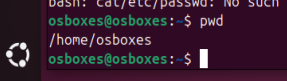 bash: cat/etc/passwd: No such
osboxes@osboxes:~$ pwd
/home/osboxes
osboxes@osboxes:~$